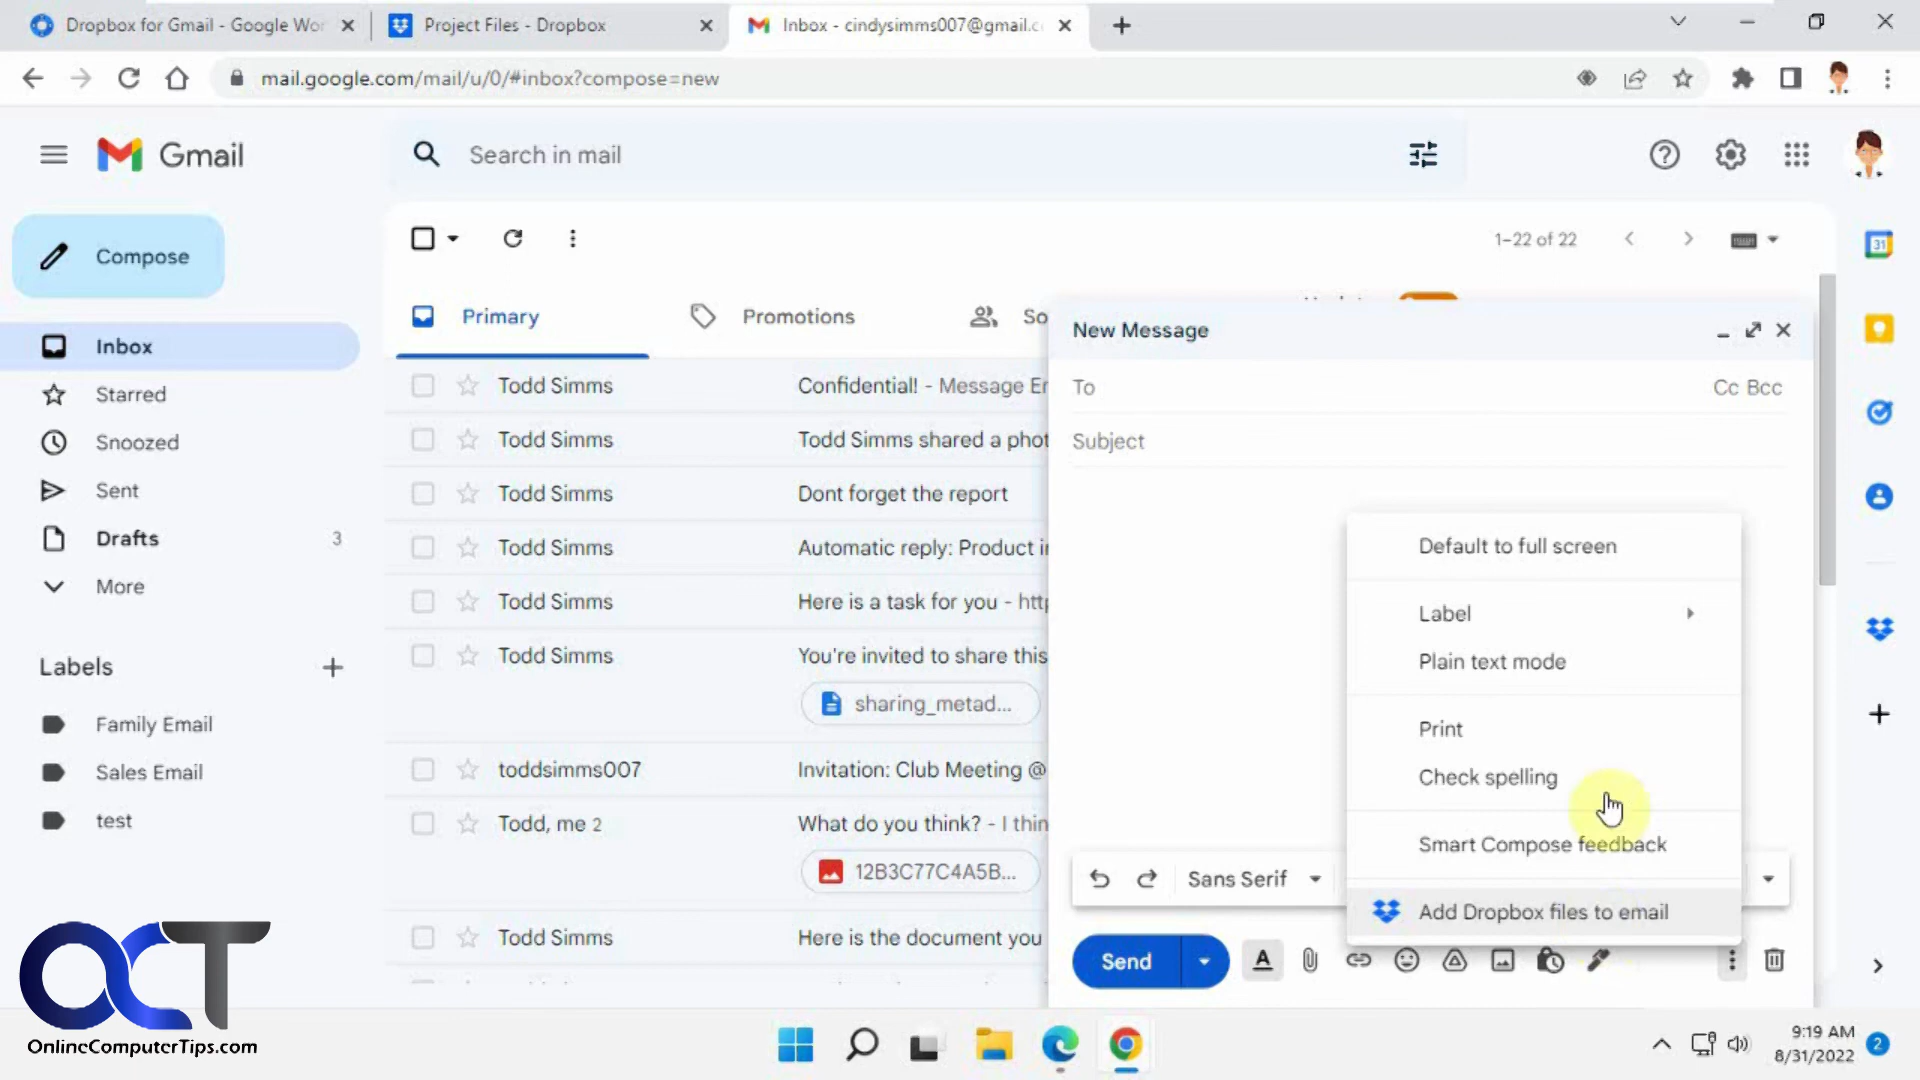 Dropbox for Gmail - Google Wor
Project Files - Dropbox
Inbox - cindysimms007@gmail.c
mail.google.com/mail/u/0/#inbox?compose=new
Gmail
Search in mail
Compose
1–22 of 22
31
Primary
Promotions
So
Inbox
Starred
Snoozed
Sent
Drafts 3
More
Labels
Family Email
Sales Email
test
Todd Simms Confidential! - Message En
Todd Simms Todd Simms shared a phot
Todd Simms Dont forget the report
Todd Simms Automatic reply: Product in
Todd Simms Here is a task for you - http
Todd Simms You're invited to share this
sharing_metad...
toddsimms007 Invitation: Club Meeting @
Todd, me 2 What do you think? - I thin
12B3C77C4A5B...
Todd Simms Here is the document you
New Message
To Cc Bcc
Subject
Default to full screen
Label
Plain text mode
Print
Check spelling
Smart Compose feedback
Add Dropbox files to email
Sans Serif
Send
OCT
OnlineComputerTips.com
9:19 AM
8/31/2022
2